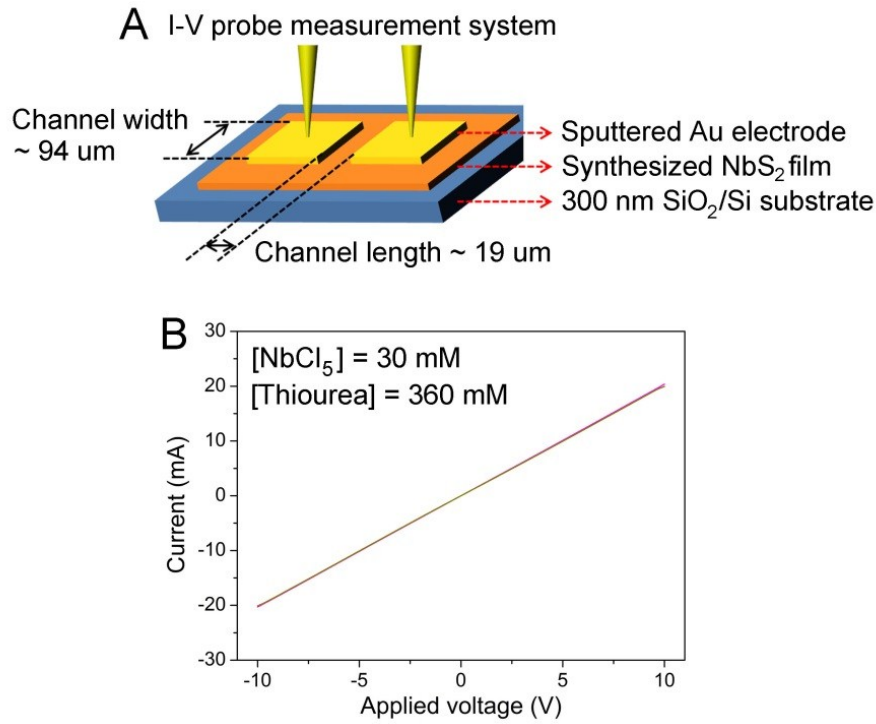 A I-V probe measurement system
Channel width
~ 94 um
Sputtered Au electrode
Synthesized NbS₂ film
300 nm SiO₂/Si substrate
Channel length ~ 19 um
B
[NbCl₅] = 30 mM
[Thiourea] = 360 mM
30
20
10
0
-10
-20
-30
Current (mA)
-10 -5 0 5 10
Applied voltage (V)